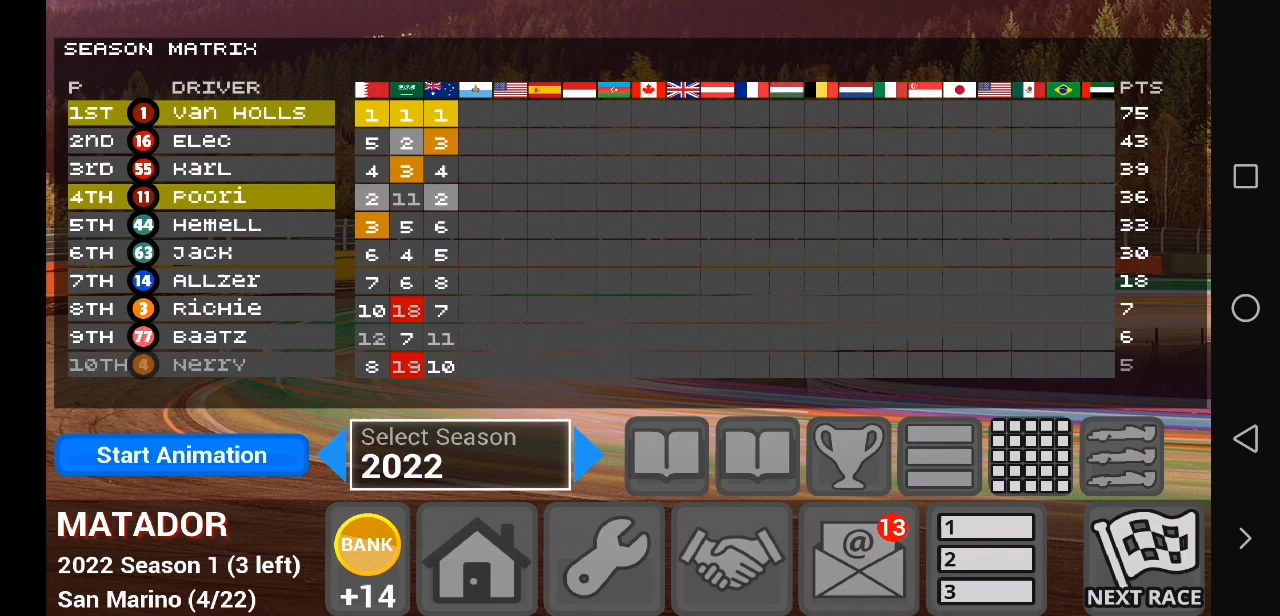 SEASON MATRIX
P DRIVER PTS
1ST 1 Van HOLLS 1 1 1 75
2ND 16 ELec 5 2 3 43
3RD 55 KarL 4 3 4 39
4TH 11 Poori 2 11 2 36
5TH 44 HemeLL 3 5 6 33
6TH 63 Jack 6 4 5 30
7TH 14 ALLZer 7 6 8 18
8TH 3 RicHie 10 18 7 7
9TH 77 BaaTZ 12 7 11 6
10TH 4 Nerry 8 19 10 5
Start Animation
Select Season
2022
MATADOR
2022 Season 1 (3 left)
San Marino (4/22)
BANK
+14
@
13
1
2
3
NEXT RACE